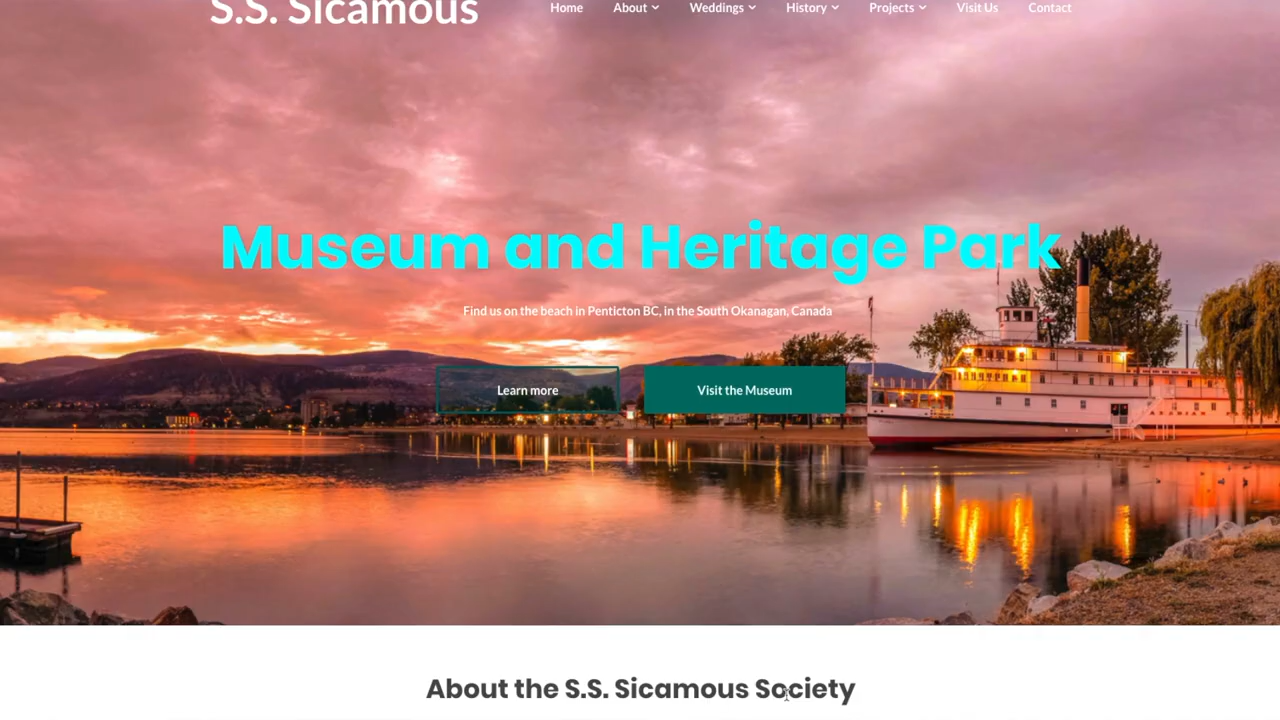 S.S. Sicamous
Home About Weddings History Projects Visit Us Contact
Museum and Heritage Park
Find us on the beach in Penticton BC, in the South Okanagan, Canada
Learn more
Visit the Museum
About the S.S. Sicamous Society